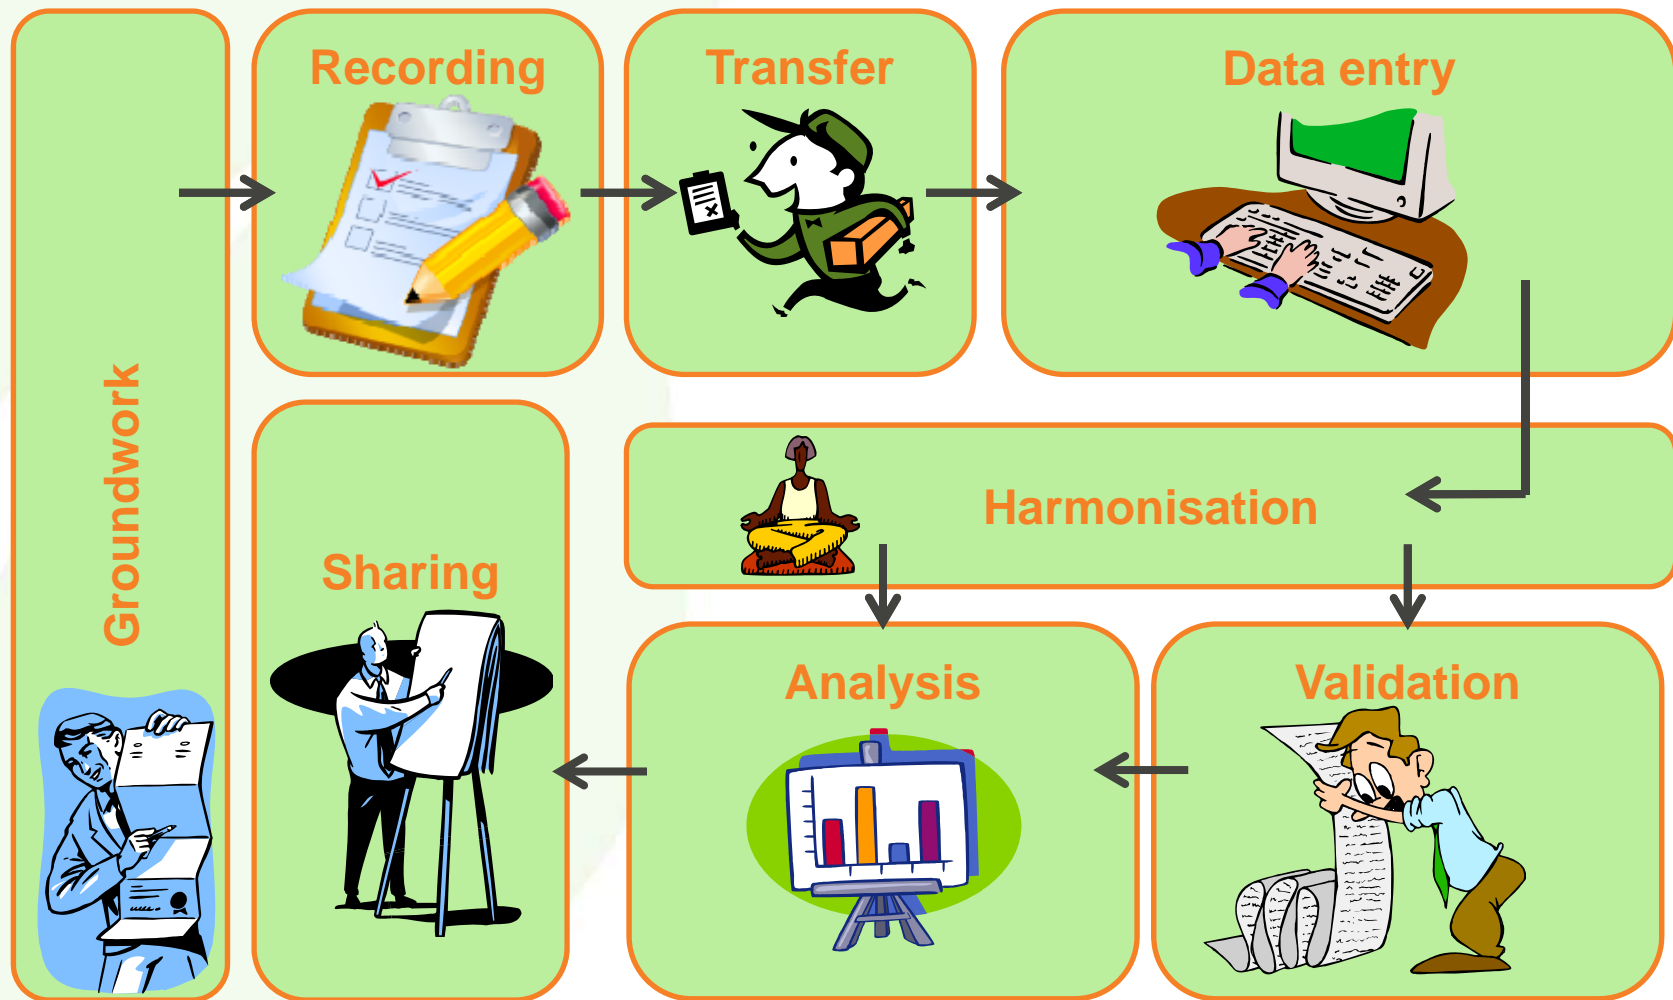 Groundwork
Recording
Transfer
Data entry
Harmonisation
Sharing
Analysis
Validation